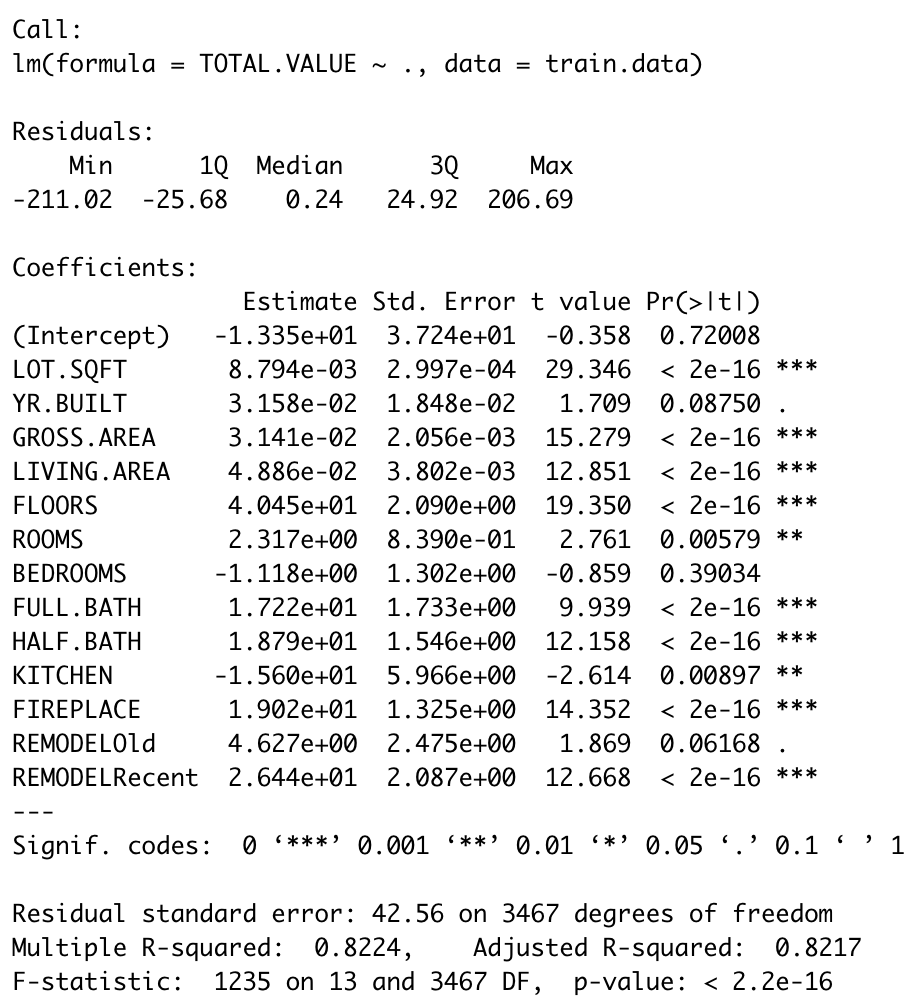 Call:
lm(formula = TOTAL.VALUE ~ ., data = train.data)

Residuals:
    Min      1Q  Median      3Q     Max
-211.02  -25.68    0.24   24.92  206.69

Coefficients:
                Estimate Std. Error t value Pr(>|t|)
(Intercept)   -1.335e+01  3.724e+01  -0.358  0.72008
LOT.SQFT       8.794e-03  2.997e-04  29.346  < 2e-16 ***
YR.BUILT       3.158e-02  1.848e-02   1.709  0.08750 .
GROSS.AREA     3.141e-02  2.056e-03  15.279  < 2e-16 ***
LIVING.AREA    4.886e-02  3.802e-03  12.851  < 2e-16 ***
FLOORS         4.045e+01  2.090e+00  19.350  < 2e-16 ***
ROOMS          2.317e+00  8.390e-01   2.761  0.00579 **
BEDROOMS      -1.118e+00  1.302e+00  -0.859  0.39034
FULL.BATH      1.722e+01  1.733e+00   9.939  < 2e-16 ***
HALF.BATH      1.879e+01  1.546e+00  12.158  < 2e-16 ***
KITCHEN       -1.560e+01  5.966e+00  -2.614  0.00897 **
FIREPLACE      1.902e+01  1.325e+00  14.352  < 2e-16 ***
REMODELOld     4.627e+00  2.475e+00   1.869  0.06168 .
REMODELRecent  2.644e+01  2.087e+00  12.668  < 2e-16 ***
---
Signif. codes:  0 ‘***’ 0.001 ‘**’ 0.01 ‘*’ 0.05 ‘.’ 0.1 ‘ ’ 1

Residual standard error: 42.56 on 3467 degrees of freedom
Multiple R-squared:  0.8224,    Adjusted R-squared:  0.8217
F-statistic:  1235 on 13 and 3467 DF,  p-value: < 2.2e-16